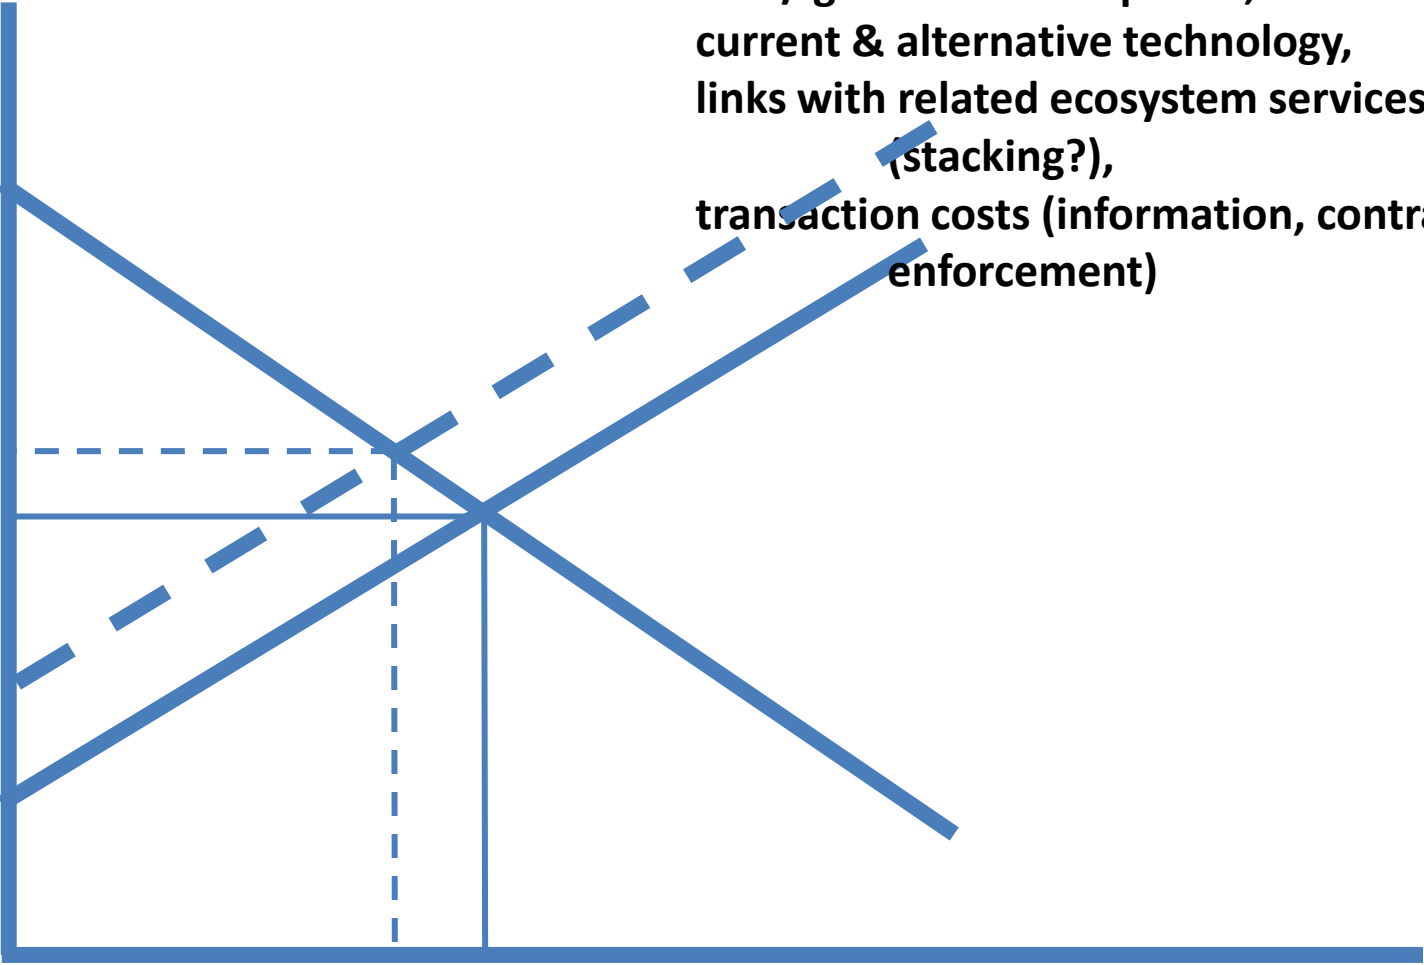 current & alternative technology,
links with related ecosystem services
(stacking?),
transaction costs (information, contra
enforcement)